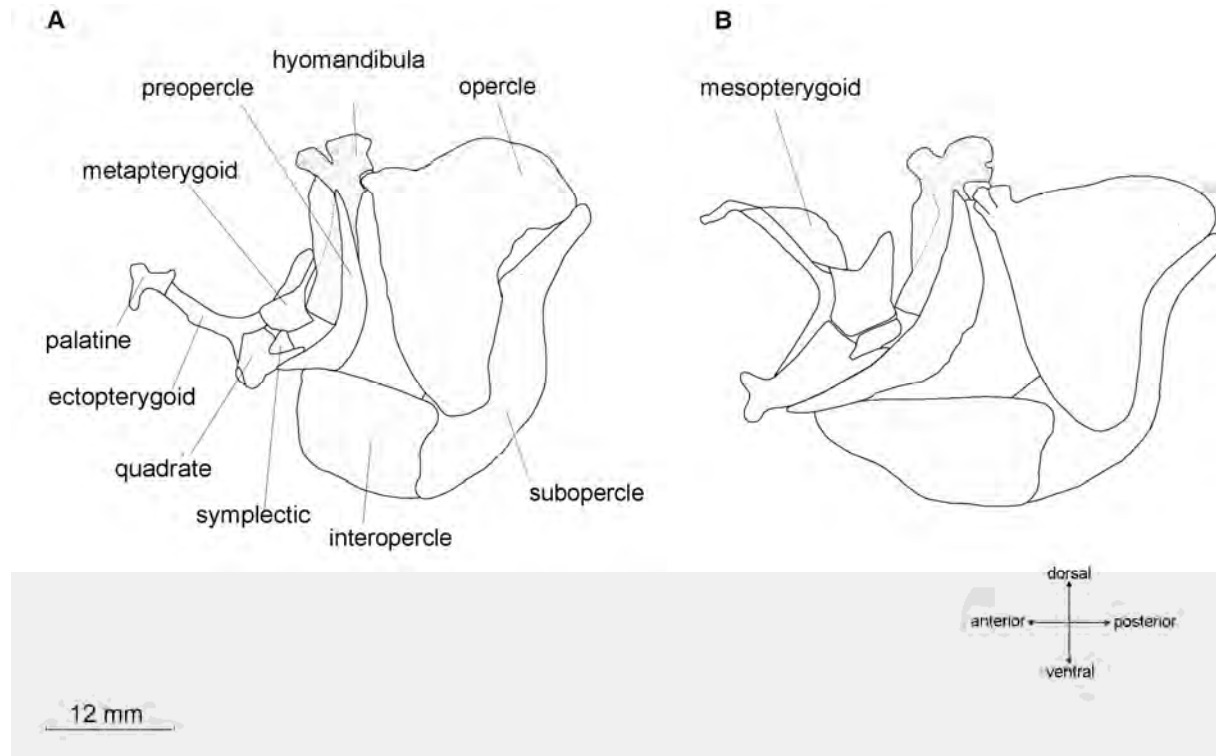 A
B
hyomandibula
preopercle
opercle
mesopterygoid
metapterygoid
palatine
ectopterygoid
quadrate
subopercle
symplectic
interopercle
dorsal
anterior
posterior
ventral
12 mm